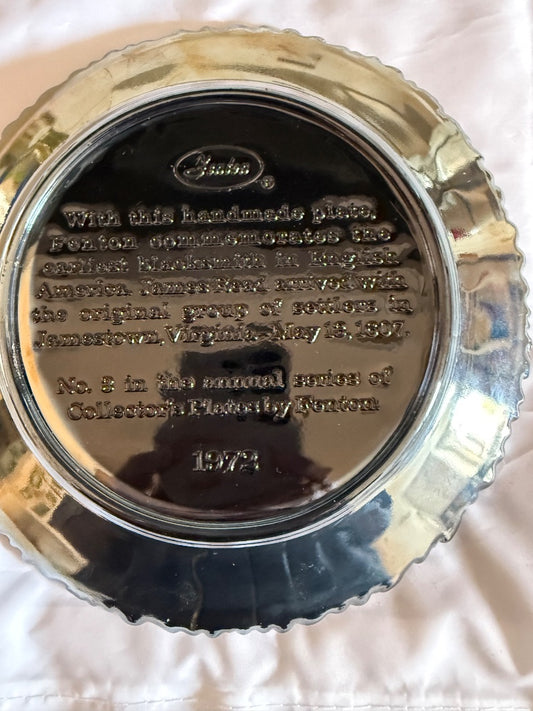 Fenton ®
With this handmade plate,
Fenton commemorates the
earliest blacksmith in English
America. James Read arrived with
the original group of settlers in
Jamestown, Virginia - May 13, 1607.
No. 3 in the annual series of
Collector's Plates by Fenton
1972